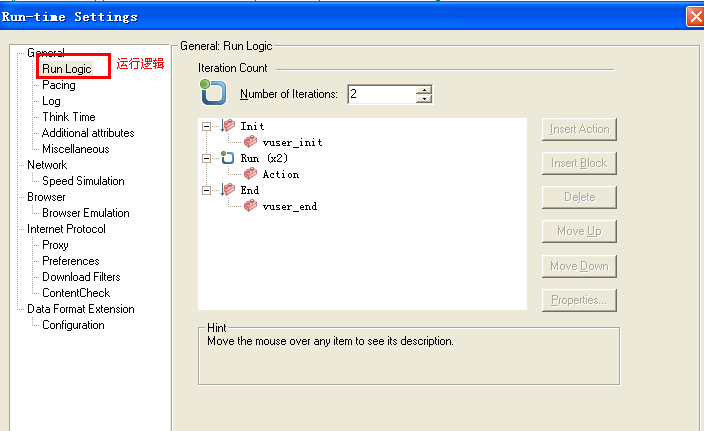 Run-time Settings
General
Run Logic
运行逻辑
Pacing
Log
Think Time
Additional attributes
Miscellaneous
Network
Speed Simulation
Browser
Browser Emulation
Internet Protocol
Proxy
Preferences
Download Filters
ContentCheck
Data Format Extension
Configuration
General: Run Logic
Iteration Count
Number of Iterations: 2
Init
vuser_init
Run (x2)
Action
End
vuser_end
Insert Action
Insert Block
Delete
Move Up
Move Down
Properties...
Hint
Move the mouse over any item to see its description.